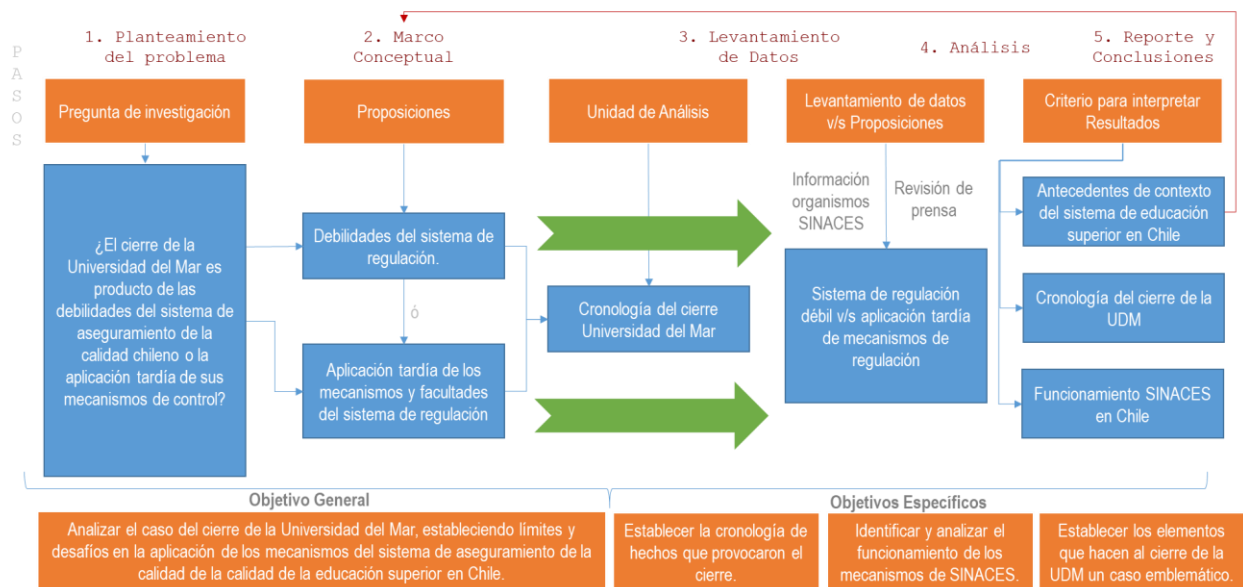 PASOS
1. Planteamiento
del problema
2. Marco
Conceptual
3. Levantamiento
de Datos
4. Análisis
5. Reporte y
Conclusiones
Pregunta de investigación
Proposiciones
Unidad de Análisis
Levantamiento de datos
v/s Proposiciones
Criterio para interpretar
Resultados
¿El cierre de la
Universidad del Mar es
producto de las
debilidades del sistema de
aseguramiento de la
calidad chileno o la
aplicación tardía de sus
mecanismos de control?
Debilidades del sistema de
regulación.
ó
Aplicación tardía de los
mecanismos y facultades
del sistema de regulación
Cronología del cierre
Universidad del Mar
Información
organismos
SINACES
Revisión de
prensa
Sistema de regulación
débil v/s aplicación tardía
de mecanismos de
regulación
Antecedentes de contexto
del sistema de educación
superior en Chile
Cronología del cierre de la
UDM
Funcionamiento SINACES
en Chile
Objetivo General
Analizar el caso del cierre de la Universidad del Mar, estableciendo límites y
desafíos en la aplicación de los mecanismos del sistema de aseguramiento de la
calidad de la calidad de la educación superior en Chile.
Objetivos Específicos
Establecer la cronología de
hechos que provocaron el
cierre.
Identificar y analizar el
funcionamiento de los
mecanismos de SINACES.
Establecer los elementos
que hacen al cierre de la
UDM un caso emblemático.